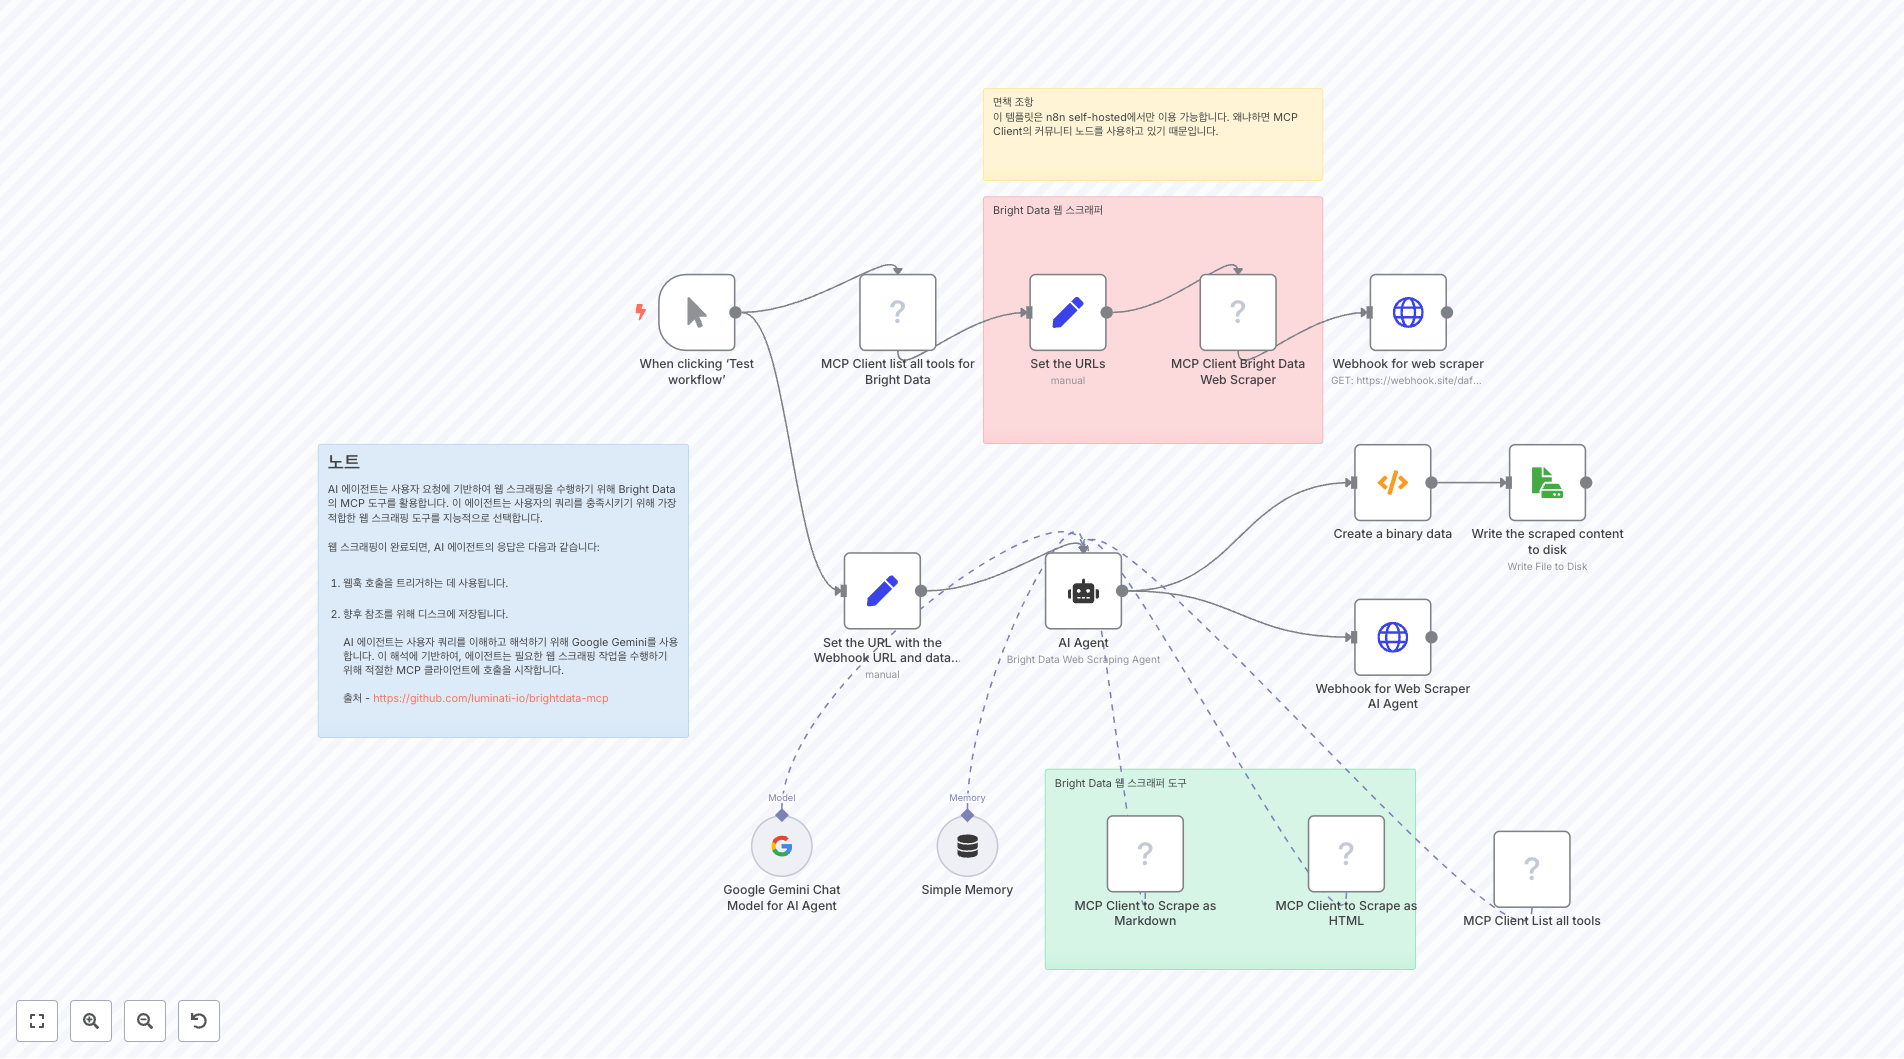 면책 조항
이 템플릿은 n8n self-hosted에서만 이용 가능합니다. 왜냐하면 MCP
Client의 커뮤니티 노드를 사용하고 있기 때문입니다.
Bright Data 웹 스크래퍼
When clicking ‘Test
workflow’
?
MCP Client list all tools for
Bright Data
Set the URLs
manual
?
MCP Client Bright Data
Web Scraper
Webhook for web scraper
GET: https://webhook.site/daf...
노트
AI 에이전트는 사용자 요청에 기반하여 웹 스크래핑을 수행하기 위해 Bright Data
의 MCP 도구를 활용합니다. 이 에이전트는 사용자의 쿼리를 충족시키기 위해 가장
적합한 웹 스크래핑 도구를 지능적으로 선택합니다.
웹 스크래핑이 완료되면, AI 에이전트의 응답은 다음과 같습니다:
1. 웹훅 호출을 트리거하는 데 사용됩니다.
2. 향후 참조를 위해 디스크에 저장됩니다.
AI 에이전트는 사용자 쿼리를 이해하고 해석하기 위해 Google Gemini를 사용
합니다. 이 해석에 기반하여, 에이전트는 필요한 웹 스크래핑 작업을 수행하기
위해 적절한 MCP 클라이언트에 호출을 시작합니다.
출처 - https://github.com/luminati-io/brightdata-mcp
Create a binary data
Write the scraped content
to disk
Write File to Disk
Set the URL with the
Webhook URL and data...
manual
AI Agent
Bright Data Web Scraping Agent
Webhook for Web Scraper
AI Agent
Model
Google Gemini Chat
Model for AI Agent
Memory
Simple Memory
Bright Data 웹 스크래퍼 도구
?
MCP Client to Scrape as
Markdown
?
MCP Client to Scrape as
HTML
?
MCP Client List all tools